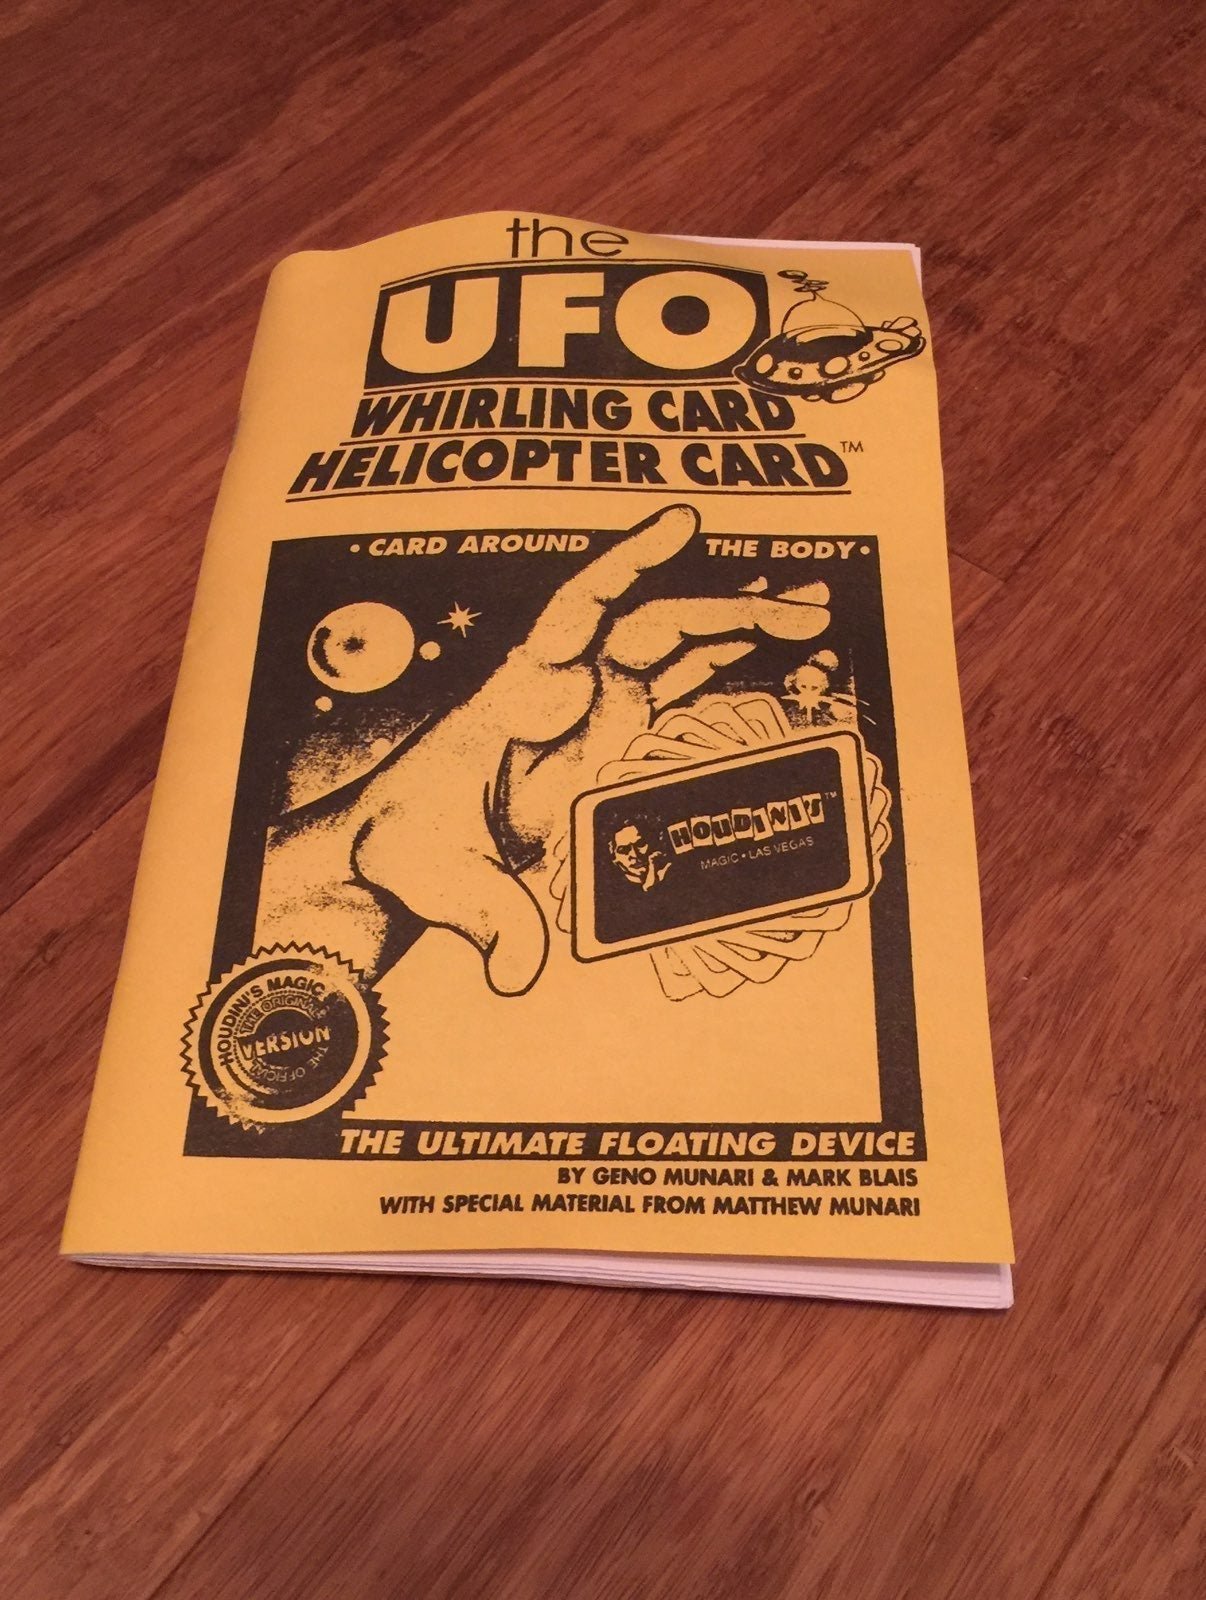 the
UFO
WHIRLING CARD
HELICOPTER CARD™
• CARD AROUND THE BODY •
HOUDINI'S™
MAGIC • LAS VEGAS
HOUDINI'S MAGIC
THE ORIGINAL
VERSION
THE OFFICIAL
THE ULTIMATE FLOATING DEVICE
BY GENO MUNARI & MARK BLAIS
WITH SPECIAL MATERIAL FROM MATTHEW MUNARI